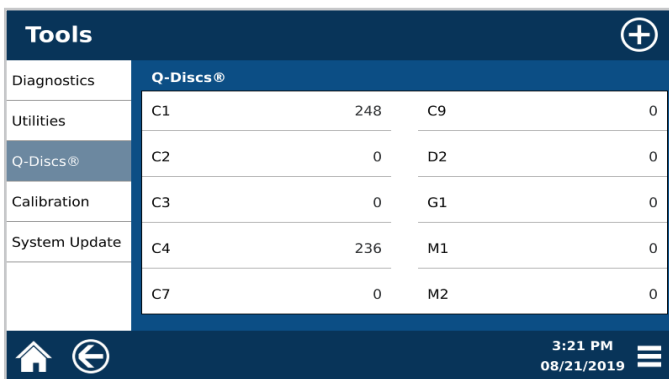 Tools
Diagnostics
Utilities
Q-Discs®
Calibration
System Update
Q-Discs®
C1 248 C9 0
C2 0 D2 0
C3 0 G1 0
C4 236 M1 0
C7 0 M2 0
3:21 PM
08/21/2019